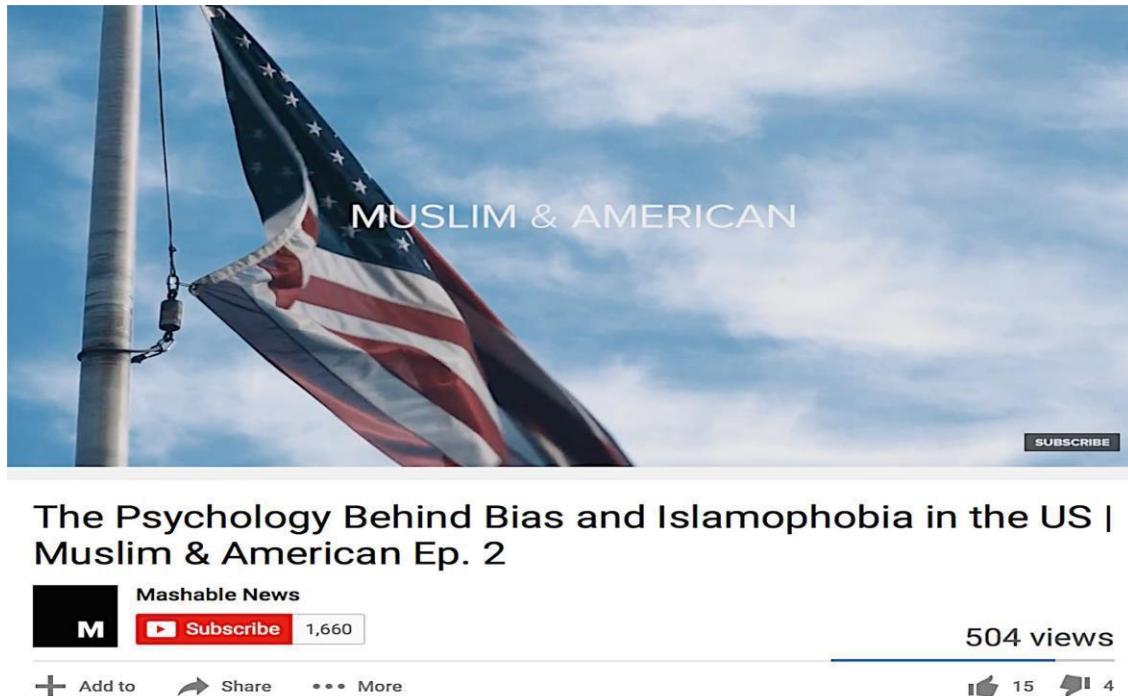 MUSLIM & AMERICAN
SUBSCRIBE
The Psychology Behind Bias and Islamophobia in the US |
Muslim & American Ep. 2
M
Mashable News
Subscribe 1,660
504 views
Add to Share More 15 4